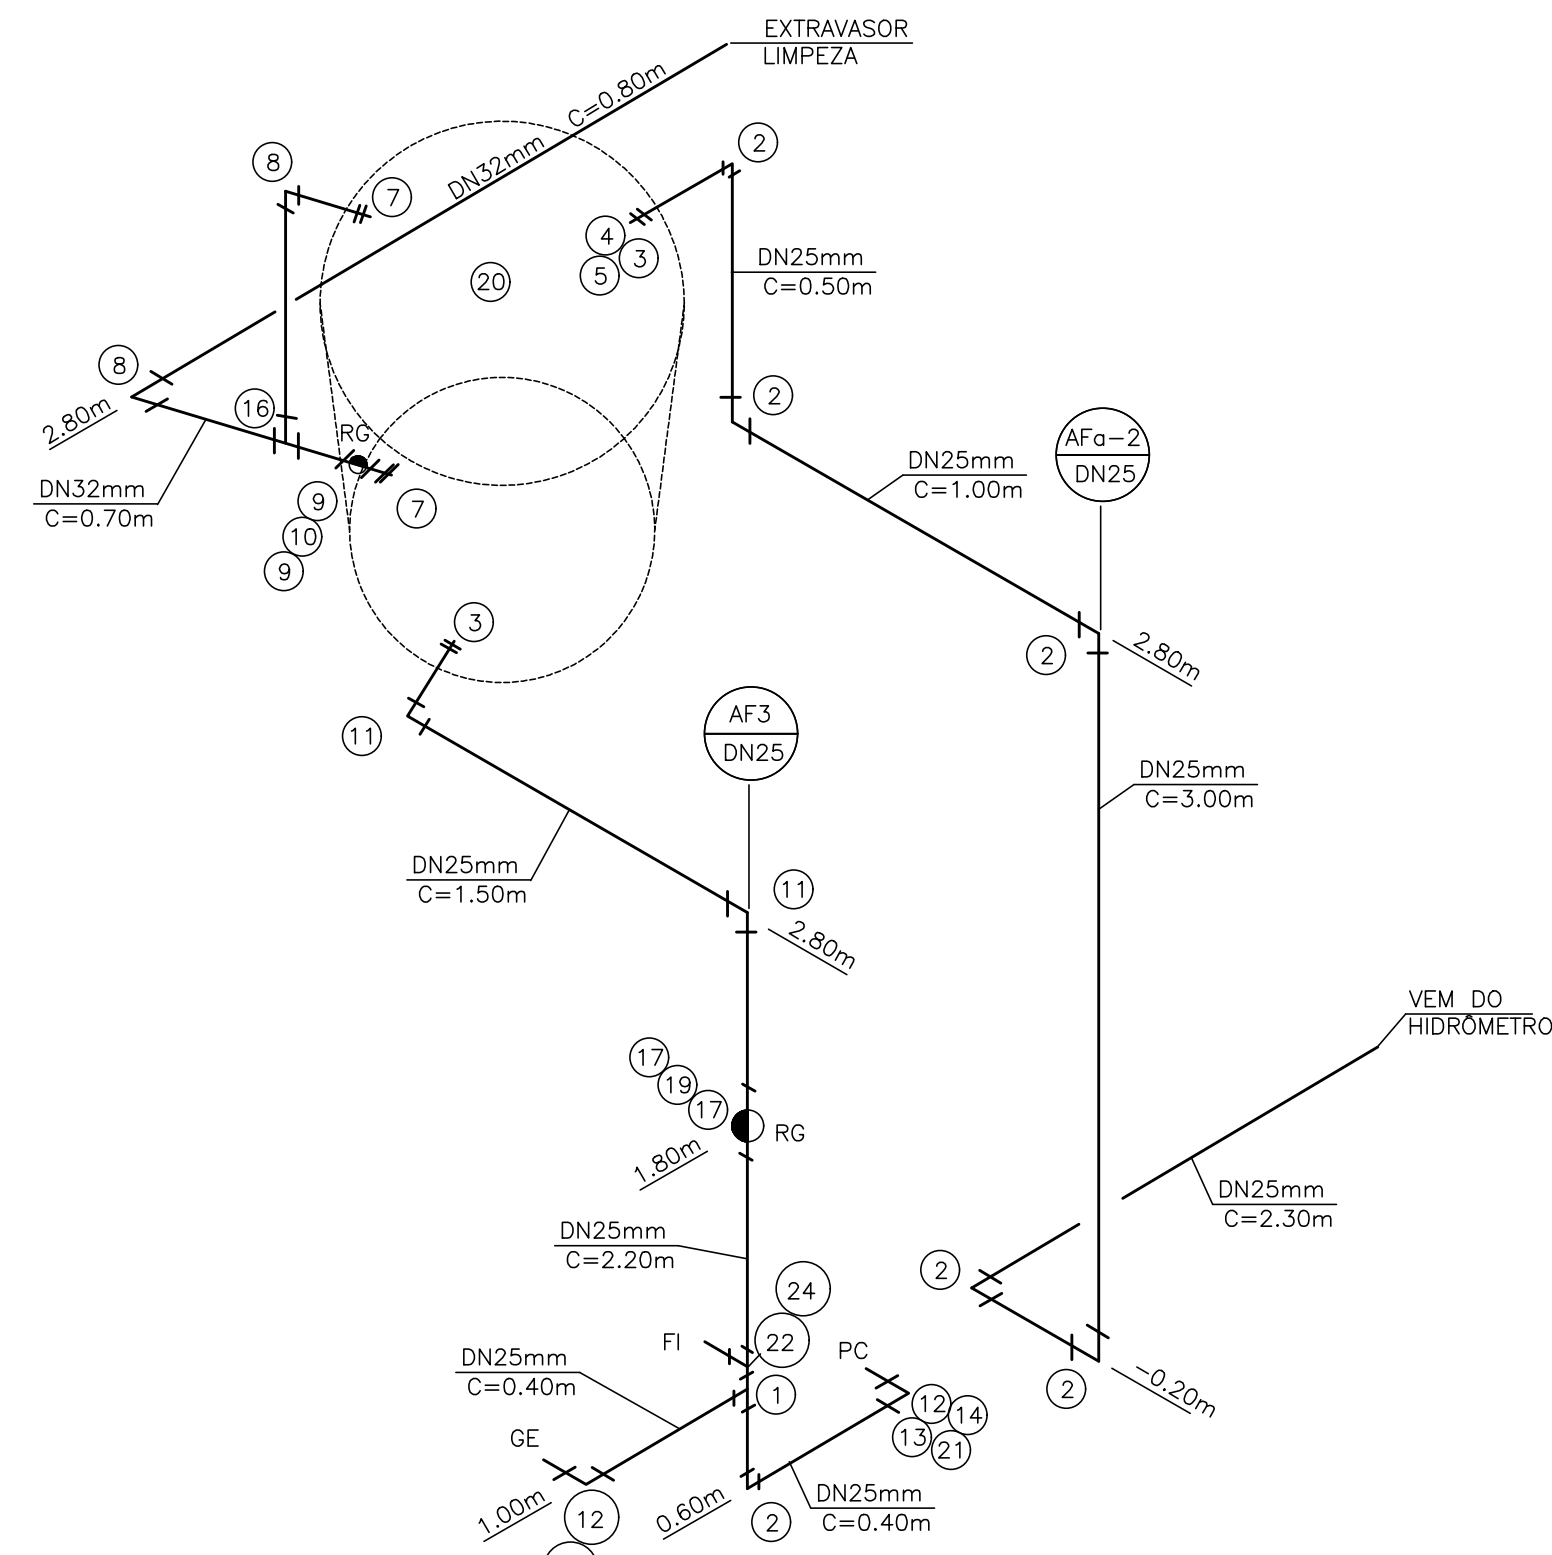 EXTRAVASOR
LIMPEZA
C=0.80m
DN32mm
2
8
7
4
3
5
20
DN25mm
C=0.50m
8
2.80m
16
RG
2
AFa-2
DN25
DN32mm
C=0.70m
9
10
9
7
DN25mm
C=1.00m
3
2
2.80m
11
AF3
DN25
DN25mm
C=3.00m
DN25mm
C=1.50m
11
2.80m
VEM DO
HIDRÔMETRO
17
19
17
RG
1.80m
DN25mm
C=2.30m
DN25mm
C=2.20m
2
24
22
FI
PC
DN25mm
C=0.40m
1
2
-0.20m
12
14
13
21
GE
1.00m
12
0.60m
2
DN25mm
C=0.40m